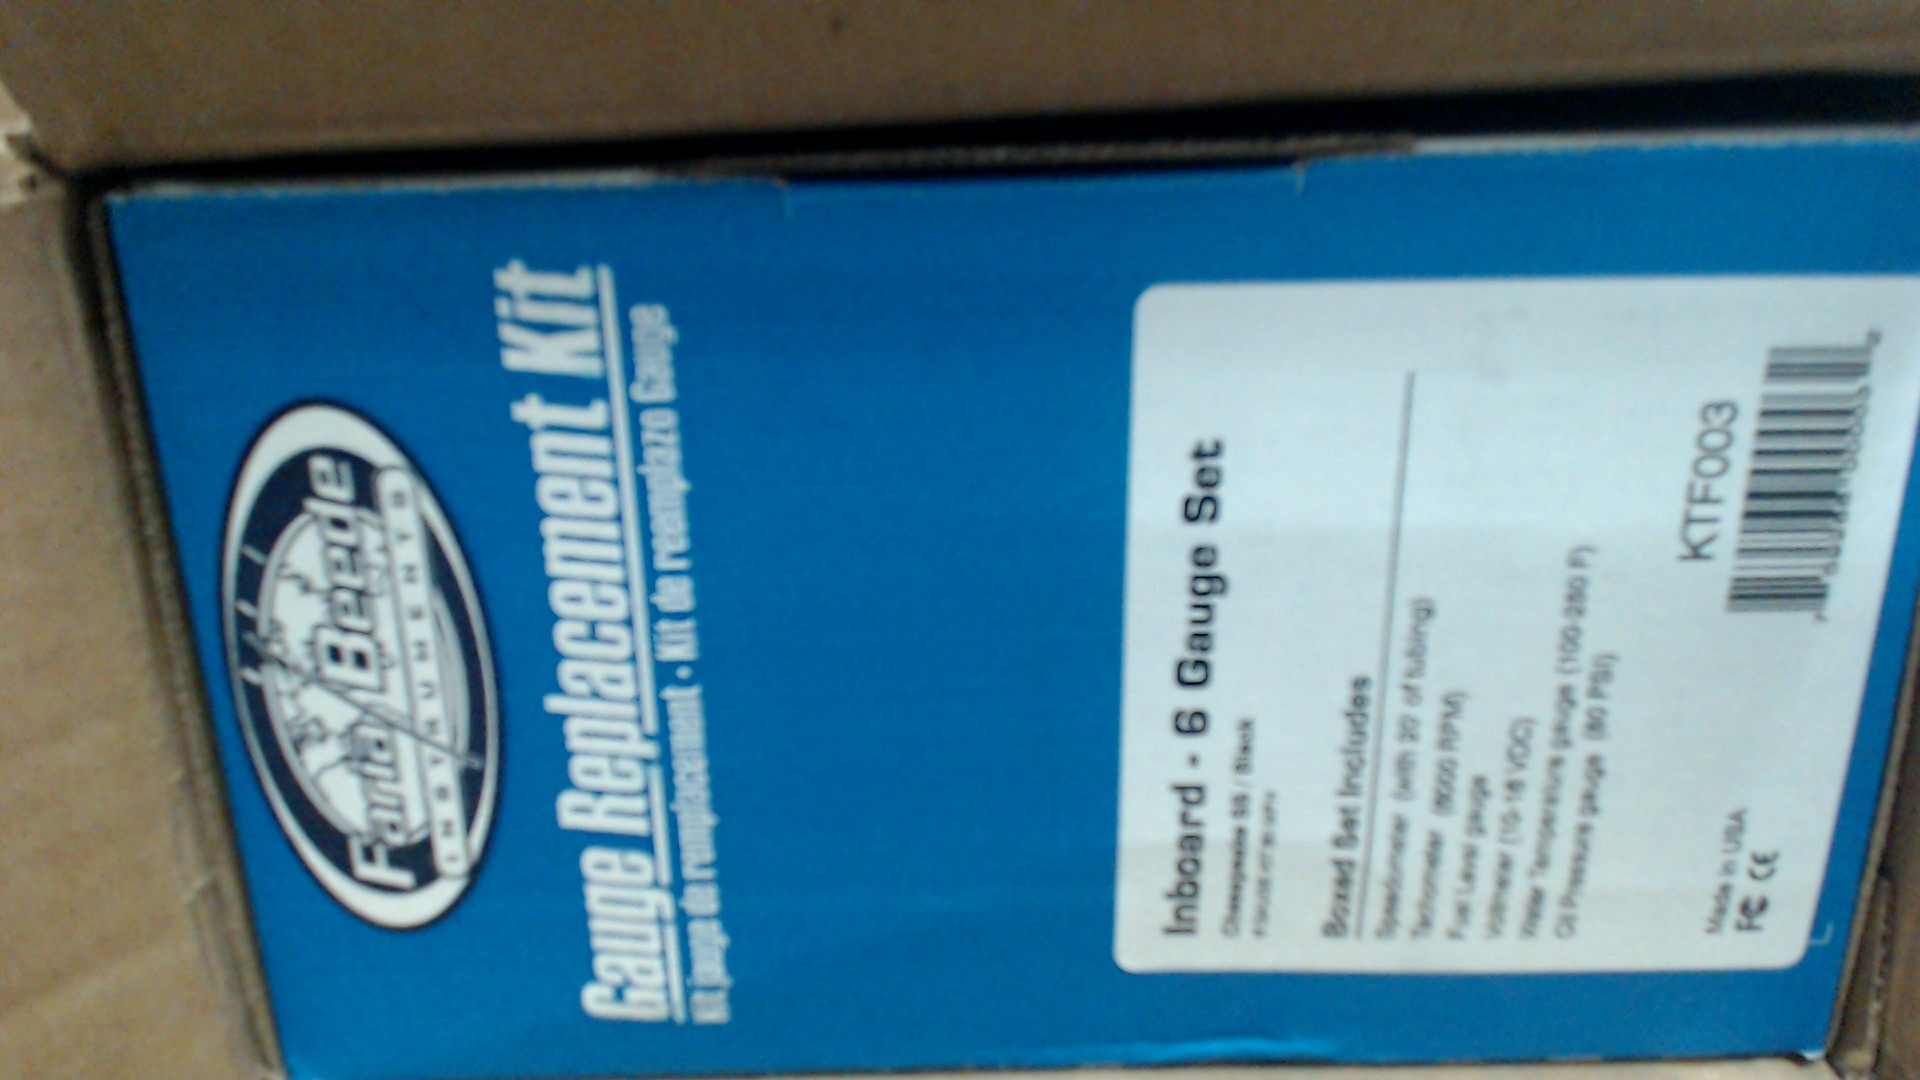 Faria Beede
INSTRUMENTS
Gauge Replacement Kit
Kit jauge de remplacement • Kit de reemplazo Gauge
Inboard - 6 Gauge Set
Chesapeake SS / Black
Boxed Set Includes
Speedometer (with 20' of tubing)
Tachometer (6000 RPM)
Fuel Level gauge
Voltmeter (10-16 VDC)
Water Temperature gauge (100-250 F)
Oil Pressure gauge (80 PSI)
KTF003
Made in USA
FC CE